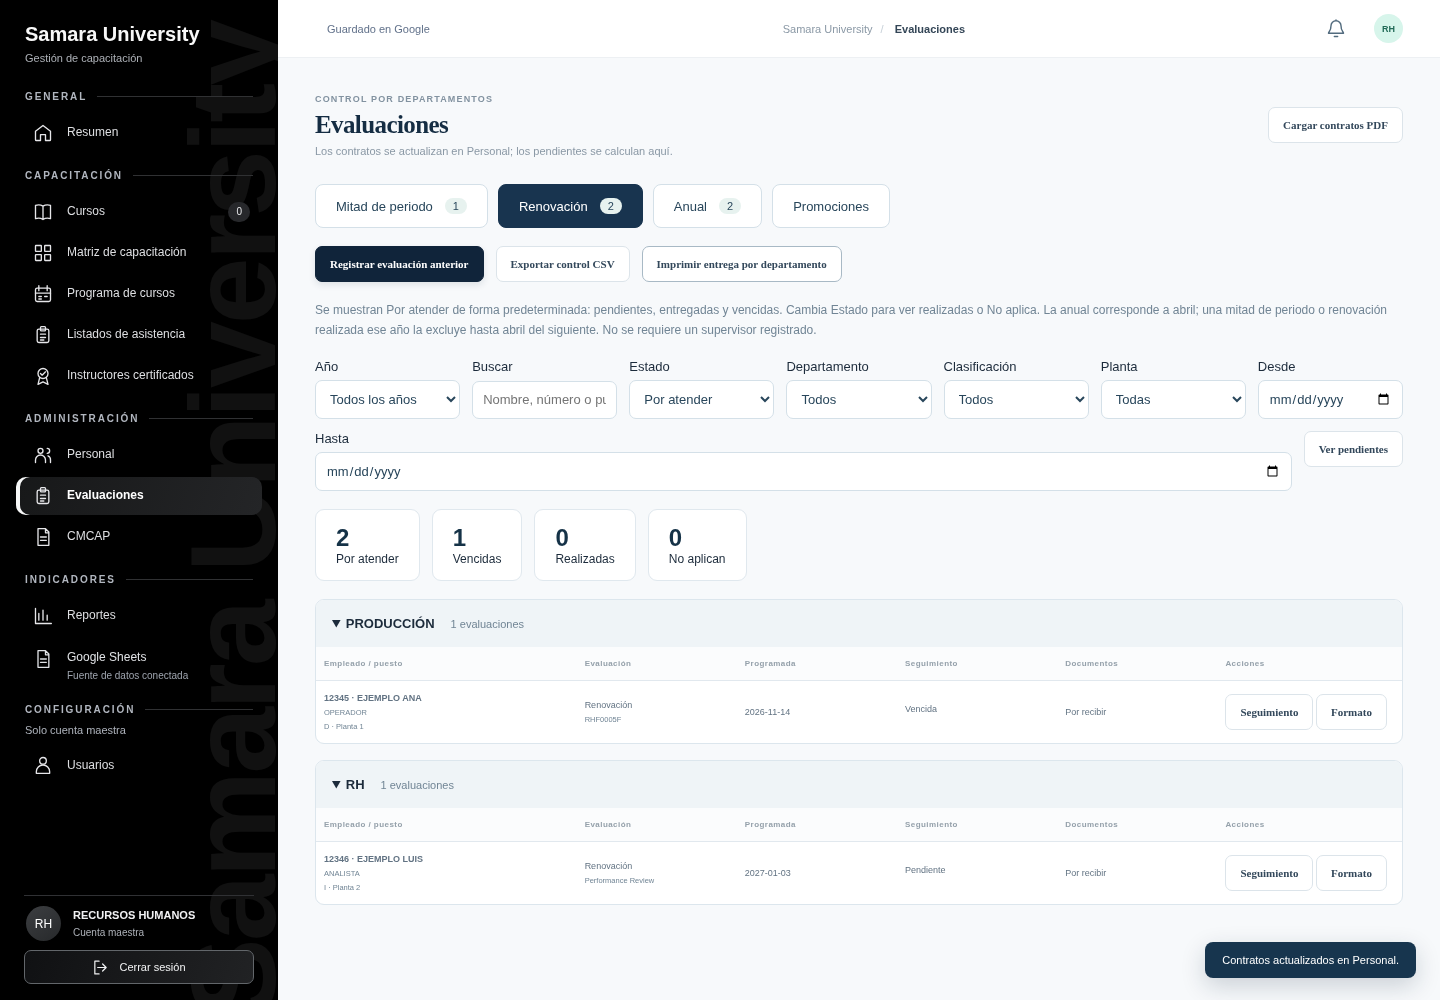 Samara University
Gestión de capacitación
GENERAL
Resumen
CAPACITACIÓN
Cursos 0
Matriz de capacitación
Programa de cursos
Listados de asistencia
Instructores certificados
ADMINISTRACIÓN
Personal
Evaluaciones
CMCAP
INDICADORES
Reportes
Google Sheets
Fuente de datos conectada
CONFIGURACIÓN
Solo cuenta maestra
Usuarios
RH
RECURSOS HUMANOS
Cuenta maestra
Cerrar sesión
Samara University
Guardado en Google
Samara University / Evaluaciones
RH
CONTROL POR DEPARTAMENTOS
Evaluaciones
Los contratos se actualizan en Personal; los pendientes se calculan aquí.
Cargar contratos PDF
Mitad de periodo 1 Renovación 2 Anual 2 Promociones
Registrar evaluación anterior Exportar control CSV Imprimir entrega por departamento
Se muestran Por atender de forma predeterminada: pendientes, entregadas y vencidas. Cambia Estado para ver realizadas o No aplica. La anual corresponde a abril; una mitad de periodo o renovación
realizada ese año la excluye hasta abril del siguiente. No se requiere un supervisor registrado.
Año Buscar Estado Departamento Clasificación Planta Desde
Todos los años Nombre, número o pu Por atender Todos Todos Todas mm/dd/yyyy
Hasta
mm/dd/yyyy
Ver pendientes
2 1 0 0
Por atender Vencidas Realizadas No aplican
▼ PRODUCCIÓN 1 evaluaciones
Empleado / puesto Evaluación Programada Seguimiento Documentos Acciones
12345 · EJEMPLO ANA
OPERADOR
D · Planta 1
Renovación
RHF0005F
2026-11-14
Vencida
Por recibir
Seguimiento Formato
▼ RH 1 evaluaciones
Empleado / puesto Evaluación Programada Seguimiento Documentos Acciones
12346 · EJEMPLO LUIS
ANALISTA
I · Planta 2
Renovación
Performance Review
2027-01-03
Pendiente
Por recibir
Seguimiento Formato
Contratos actualizados en Personal.